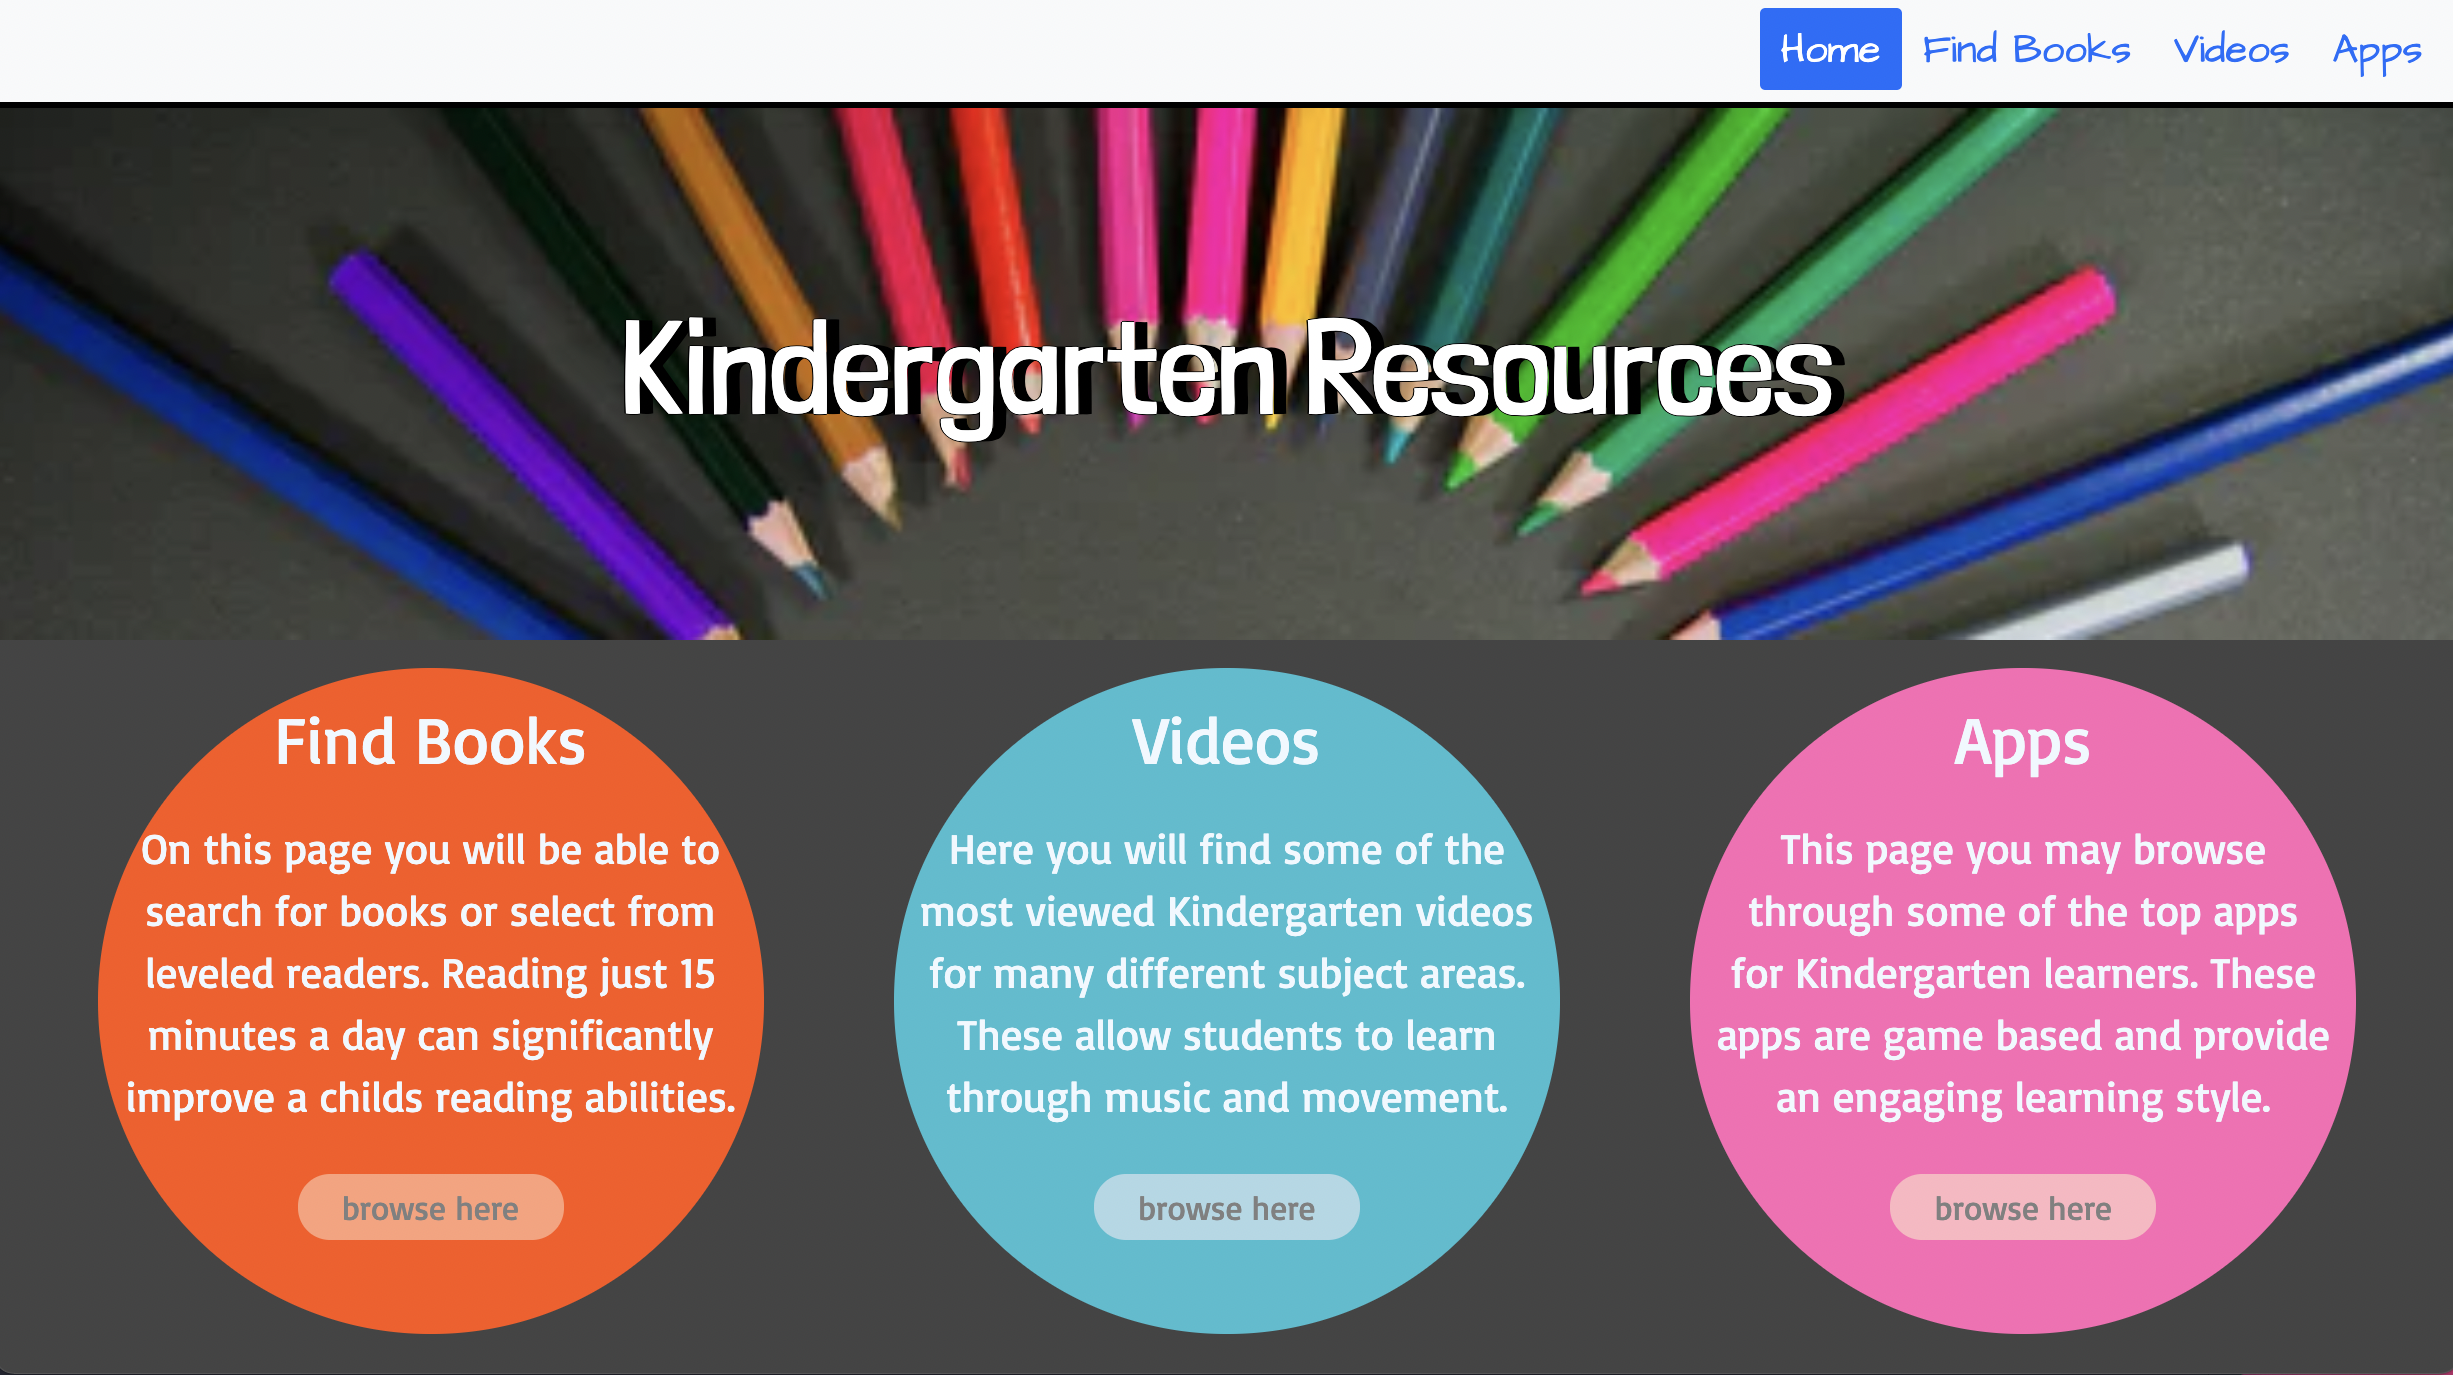 Home Find Books Videos Apps
Kindergarten Resources
Find Books
On this page you will be able to
search for books or select from
leveled readers. Reading just 15
minutes a day can significantly
improve a childs reading abilities.
browse here
Videos
Here you will find some of the
most viewed Kindergarten videos
for many different subject areas.
These allow students to learn
through music and movement.
browse here
Apps
This page you may browse
through some of the top apps
for Kindergarten learners. These
apps are game based and provide
an engaging learning style.
browse here